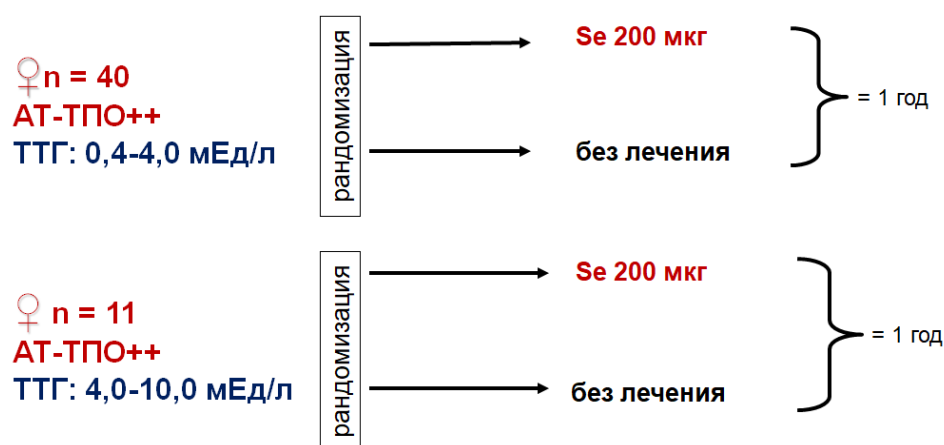 ♀n = 40
АТ-ТПО++
ТТГ: 0,4-4,0 мЕд/л
рандомизация
Se 200 мкг
без лечения
= 1 год
♀ n = 11
АТ-ТПО++
ТТГ: 4,0-10,0 мЕд/л
рандомизация
Se 200 мкг
без лечения
= 1 год